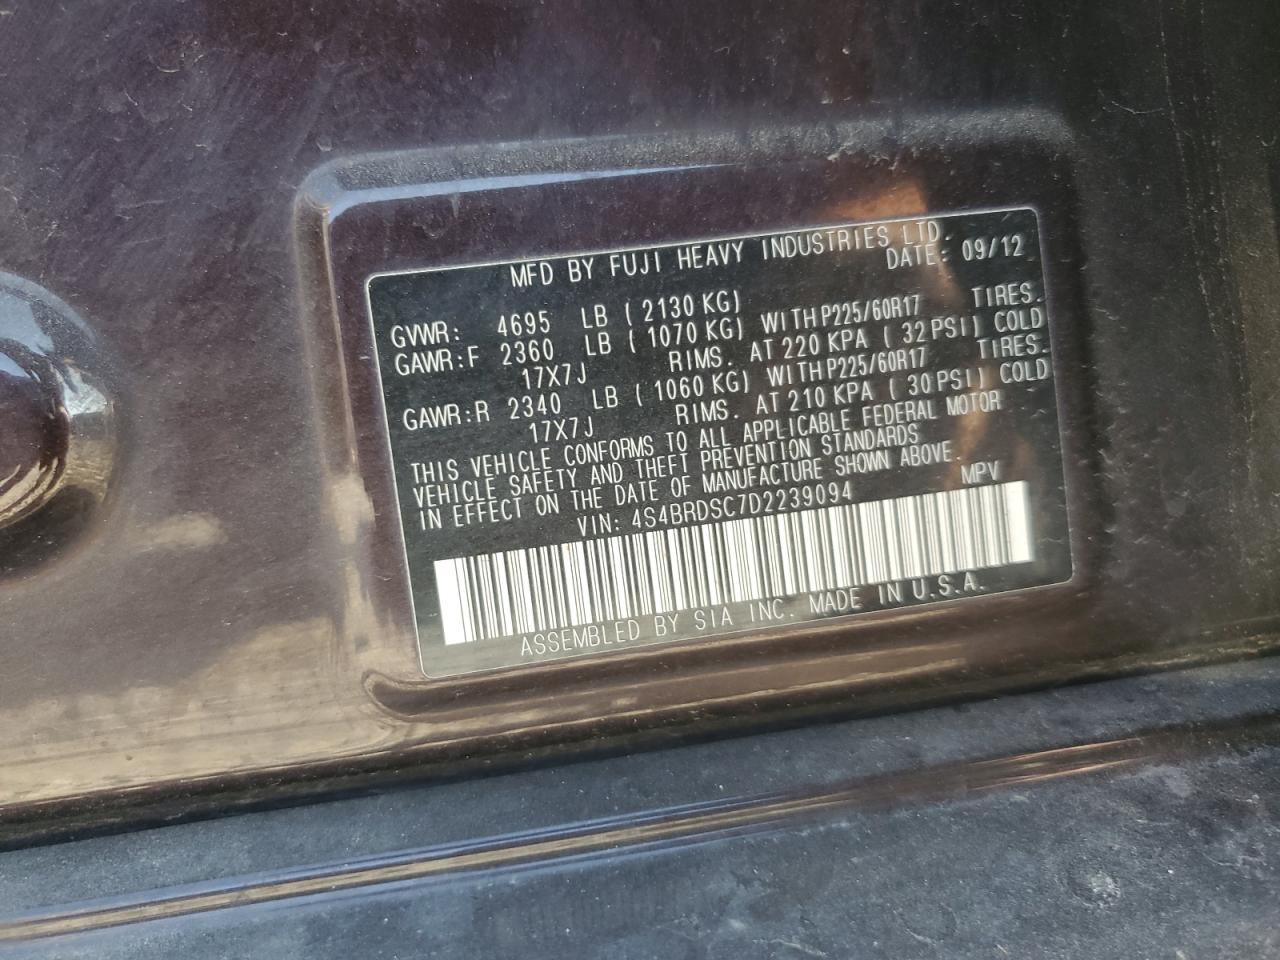 MFD BY FUJI HEAVY INDUSTRIES LTD.
DATE: 09/12
GVWR: 4695 LB ( 2130 KG)
GAWR:F 2360 LB ( 1070 KG) WITH P225/60R17 TIRES.
17X7J RIMS. AT 220 KPA ( 32 PSI) COLD
GAWR:R 2340 LB ( 1060 KG) WITH P225/60R17 TIRES.
17X7J RIMS. AT 210 KPA ( 30 PSI) COLD
THIS VEHICLE CONFORMS TO ALL APPLICABLE FEDERAL MOTOR
VEHICLE SAFETY AND THEFT PREVENTION STANDARDS
IN EFFECT ON THE DATE OF MANUFACTURE SHOWN ABOVE.
VIN: 4S4BRDSC7D2239094 MPV
ASSEMBLED BY SIA INC. MADE IN U.S.A.